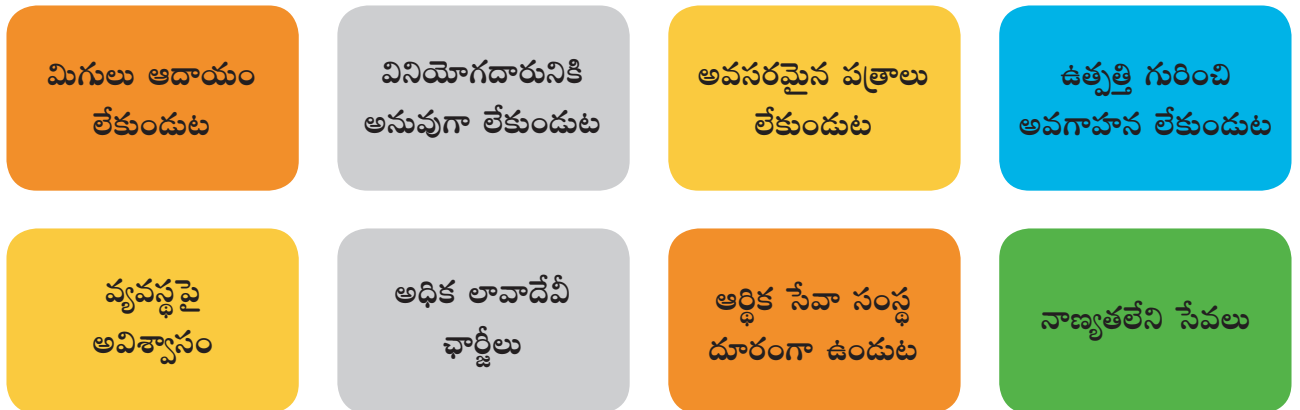 మిగులు ఆదాయం
లేకుండుట
వినియోగదారునికి
అనువుగా లేకుండుట
అవసరమైన పత్రాలు
లేకుండుట
ఉత్పత్తి గురించి
అవగాహన లేకుండుట
వ్యవస్థపై
అవిశ్వాసం
అధిక లావాదేవీ
ఛార్జీలు
ఆర్థిక సేవా సంస్థ
దూరంగా ఉండుట
నాణ్యతలేని సేవలు